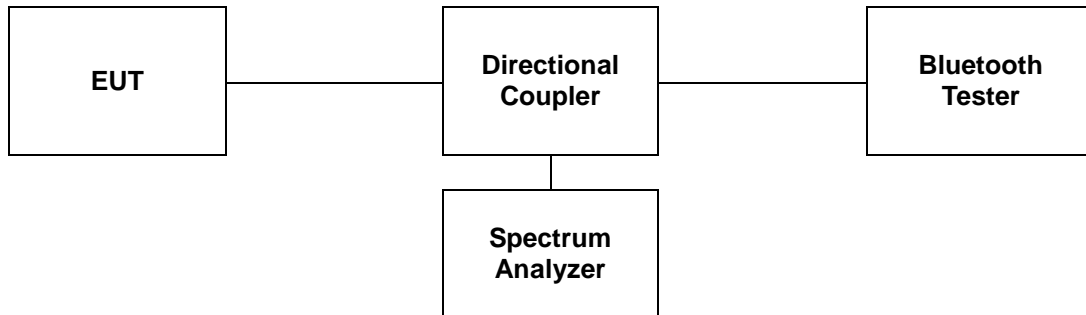 EUT
Directional
Coupler
Bluetooth
Tester
Spectrum
Analyzer